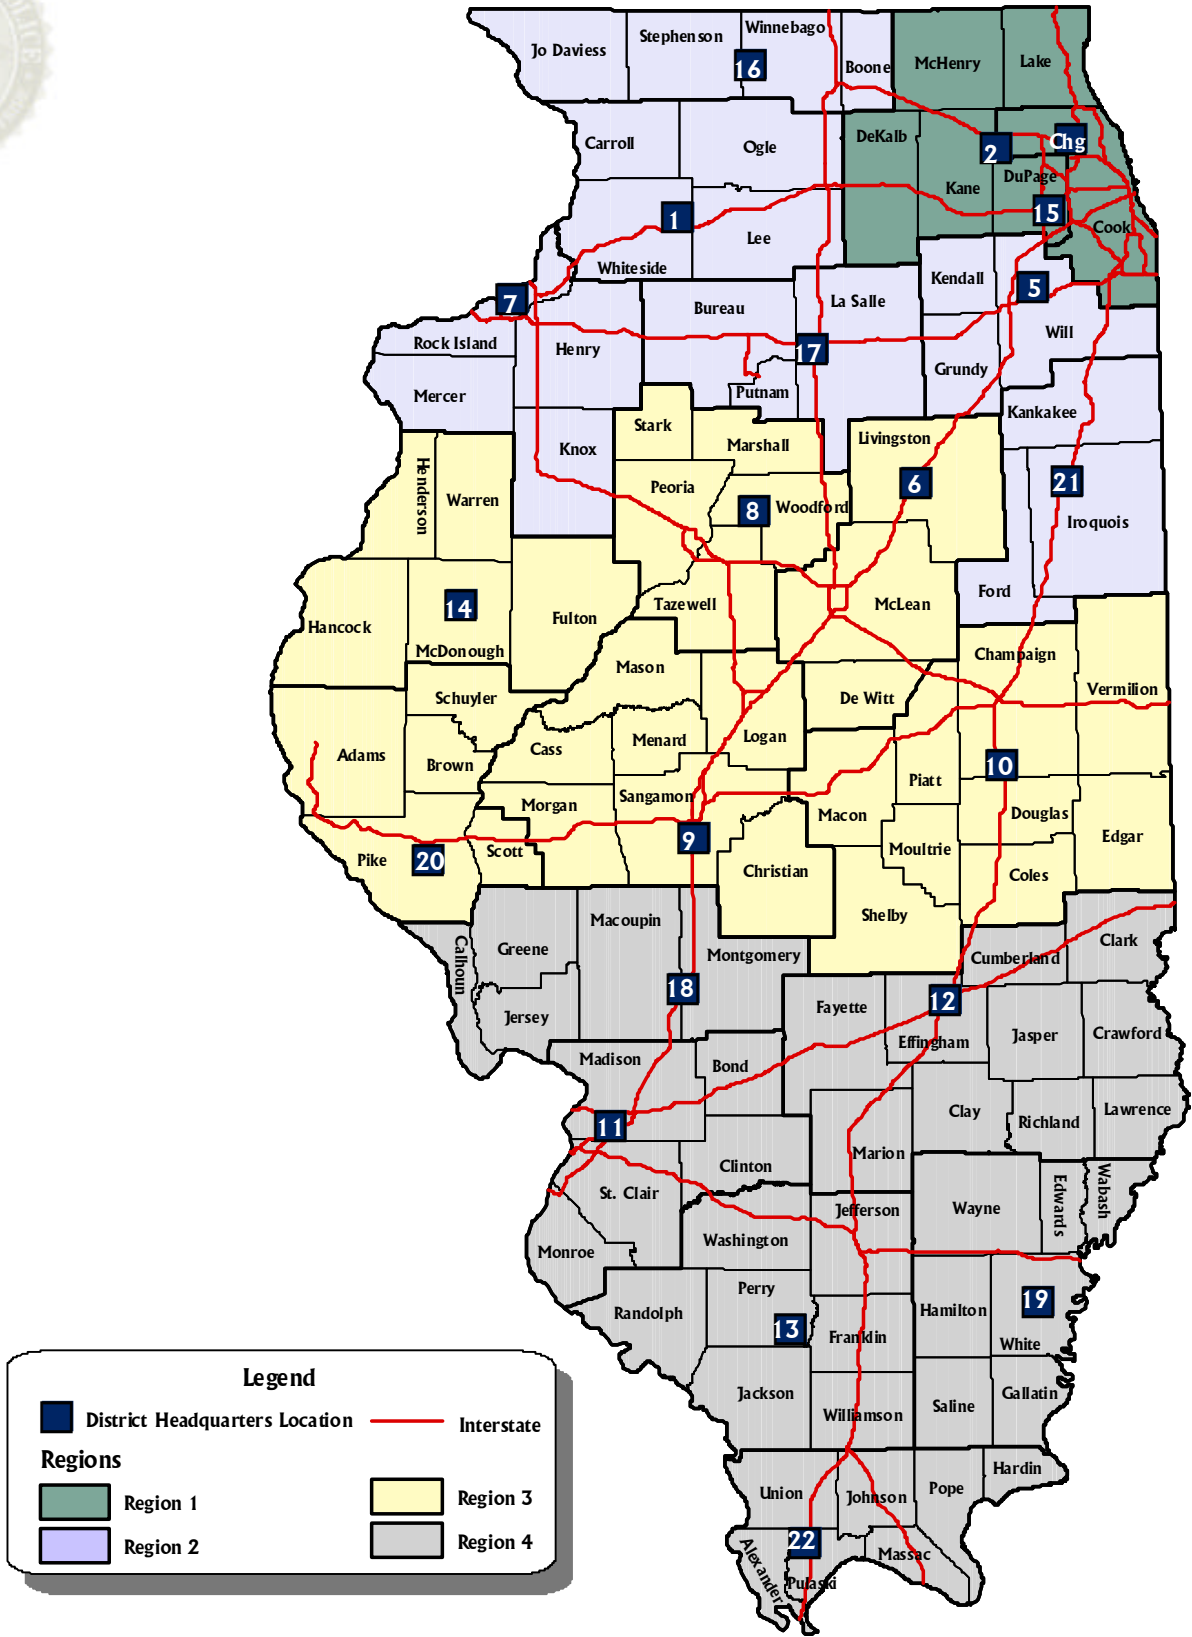 Jo Daviess
Stephenson
Winnebago
Boone
McHenry
Lake
16
Carroll
Ogle
DeKalb
Kane
2
Chg
DuPage
15
Cook
1
Lee
Whiteside
Kendall
5
7
Bureau
La Salle
Will
Rock Island
Henry
17
Grundy
Mercer
Putnam
Kankakee
Stark
Knox
Marshall
Livingston
Henderson
Warren
Peoria
8
Woodford
6
21
Iroquois
Ford
14
Hancock
McDonough
Fulton
Tazewell
McLean
Mason
Champaign
Schuyler
De Witt
Vermilion
Adams
Brown
Cass
Menard
Logan
Piatt
10
Morgan
Sangamon
Macon
Douglas
Edgar
Pike
20
Scott
9
Christian
Moultrie
Coles
Shelby
Calhoun
Greene
Macoupin
Montgomery
Cumberland
Clark
18
Jersey
Fayette
12
Effingham
Jasper
Crawford
Madison
Bond
Clay
Richland
Lawrence
11
Clinton
Marion
St. Clair
Jefferson
Wayne
Edwards
Wabash
Monroe
Washington
Randolph
Perry
13
Franklin
Hamilton
19
White
Jackson
Williamson
Saline
Gallatin
Union
Johnson
Pope
Hardin
22
Alexander
Pulaski
Massac
Legend
District Headquarters Location
Interstate
Regions
Region 1
Region 2
Region 3
Region 4